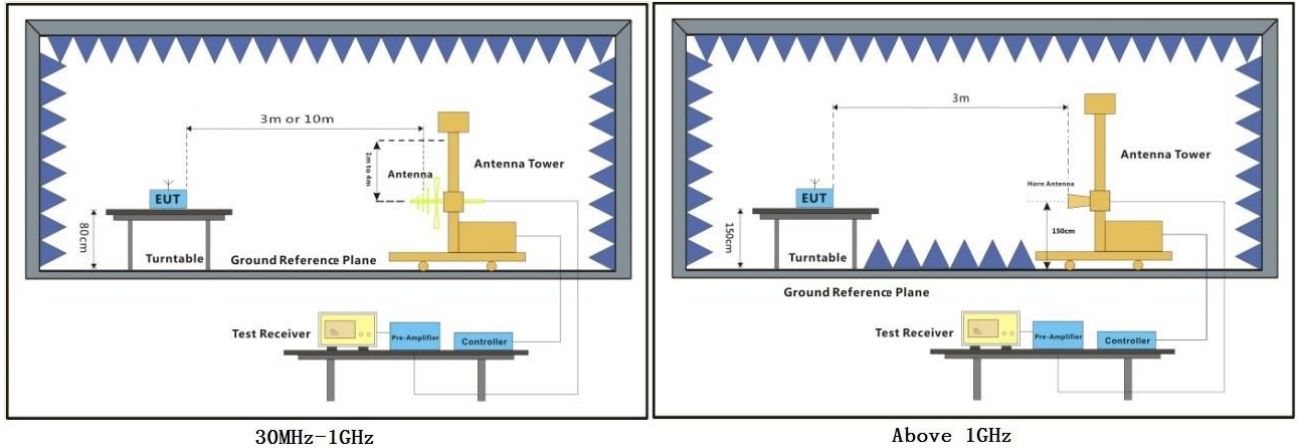 3m or 10m
1m to 4m
Antenna
Antenna Tower
EUT
80cm
Turntable
Ground Reference Plane
Test Receiver
Pre-Amplifier
Controller
30MHz-1GHz
3m
Antenna Tower
Horn Antenna
EUT
150cm
150cm
Turntable
Ground Reference Plane
Test Receiver
Pre-Amplifier
Controller
Above 1GHz